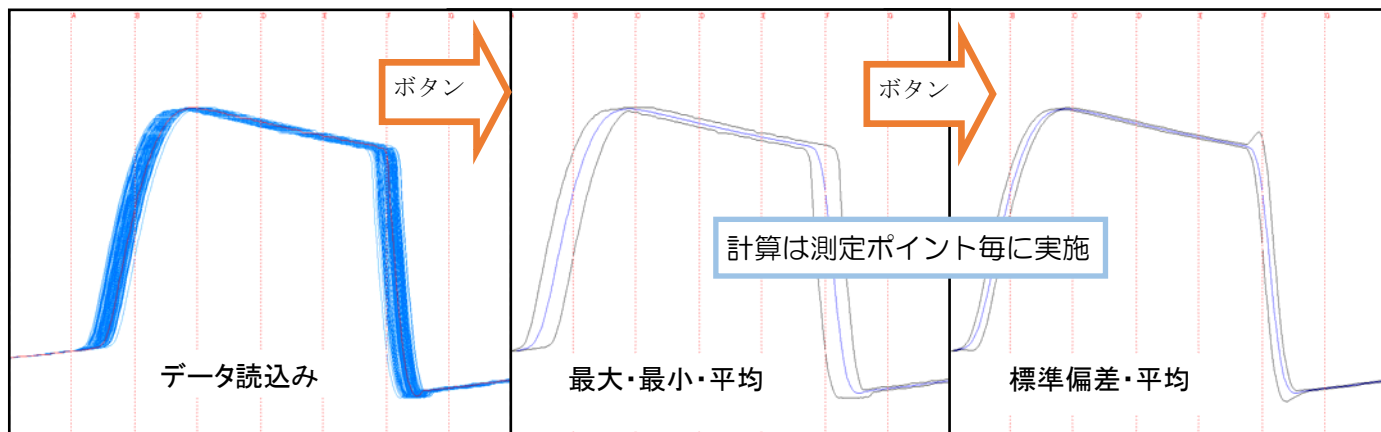 A B C D E F G
B C D E F G
B C D E F G
ボタン
ボタン
計算は測定ポイント毎に実施
データ読込み
最大・最小・平均
標準偏差・平均